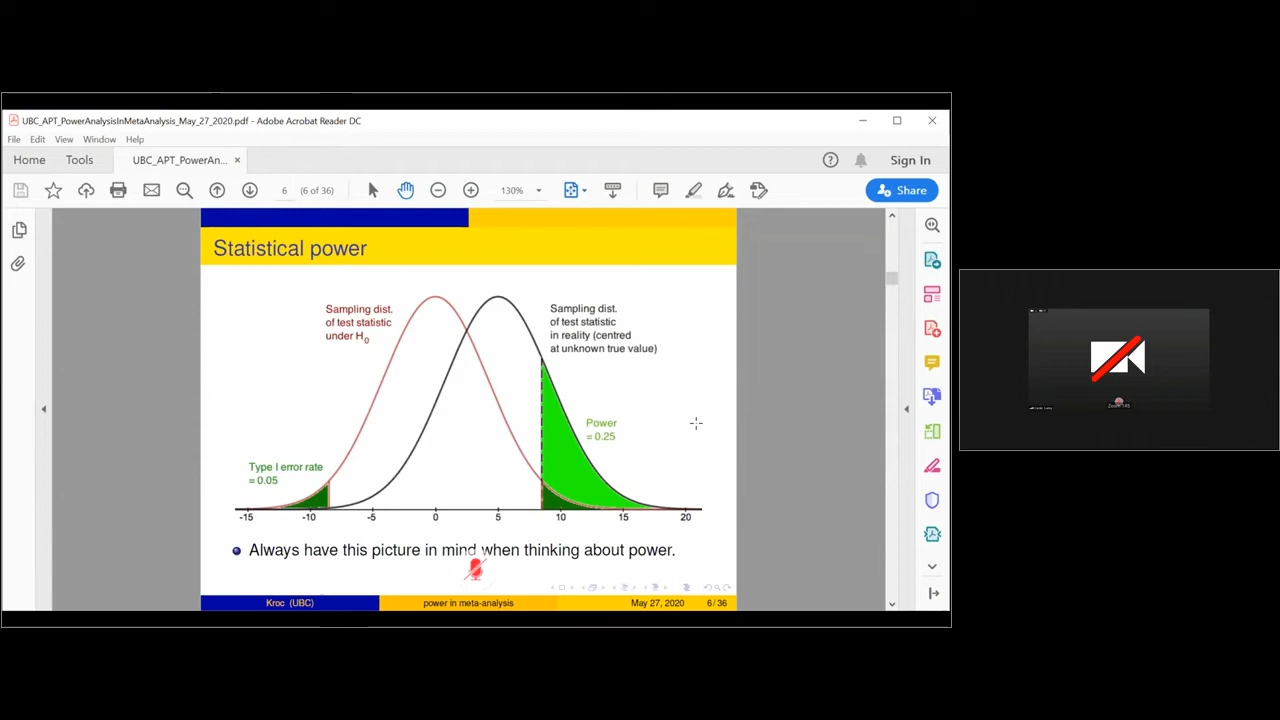 UBC_APT_PowerAnalysisInMetaAnalysis_May_27_2020.pdf - Adobe Acrobat Reader DC
File Edit View Window Help
Home Tools UBC_APT_PowerAn... × Sign In
6 (6 of 36) 130% Share
Statistical power
Sampling dist.
of test statistic
under H0
Sampling dist.
of test statistic
in reality (centred
at unknown true value)
Power
= 0.25
Type I error rate
= 0.05
-15 -10 -5 0 5 10 15 20
Always have this picture in mind when thinking about power.
Kroc (UBC) power in meta-analysis May 27, 2020 6/36